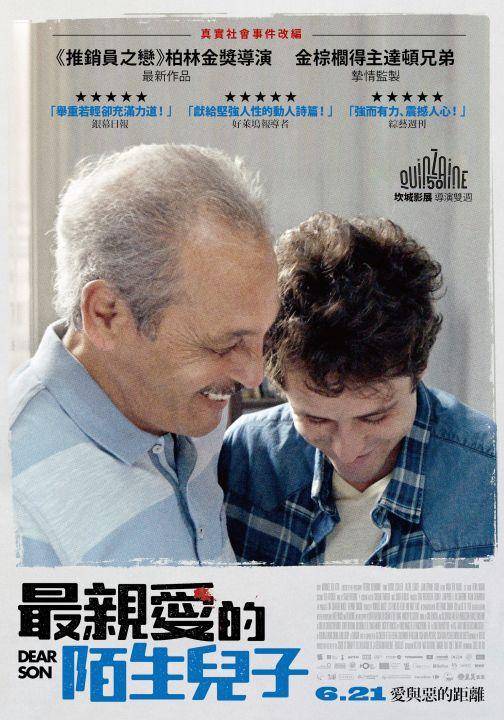 真實社會事件改編
《推銷員之戀》柏林金獎導演 金棕櫚得主達頓兄弟
最新作品 摯情監製
★★★★★ ★★★★★ ★★★★★
「舉重若輕卻充滿力道！」 「獻給堅強人性的動人詩篇！」 「強而有力、震撼人心！」
銀幕日報 好萊塢報導者 綜藝週刊
QUINZAINE
50
坎城影展 導演雙週
最親愛的
DEAR SON
陌生兒子
6.21 愛與惡的距離